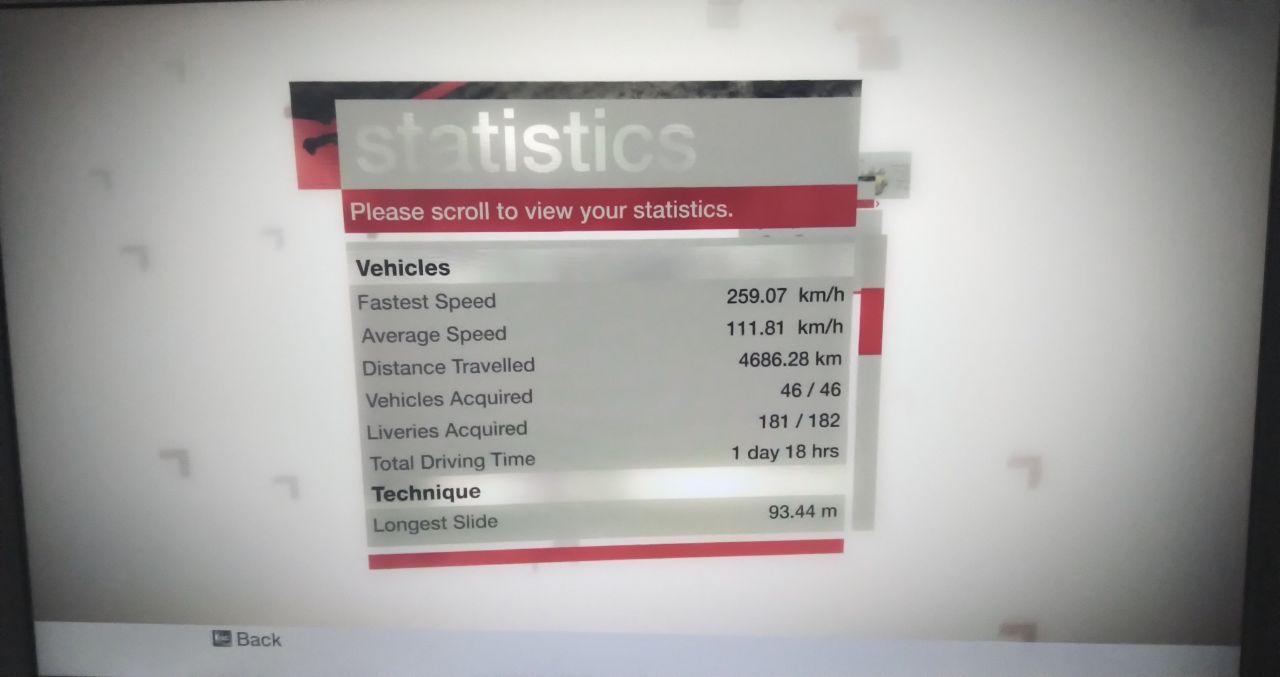 statistics
Please scroll to view your statistics.
Vehicles
Fastest Speed 259.07 km/h
Average Speed 111.81 km/h
Distance Travelled 4686.28 km
Vehicles Acquired 46 / 46
Liveries Acquired 181 / 182
Total Driving Time 1 day 18 hrs
Technique
Longest Slide 93.44 m
Back